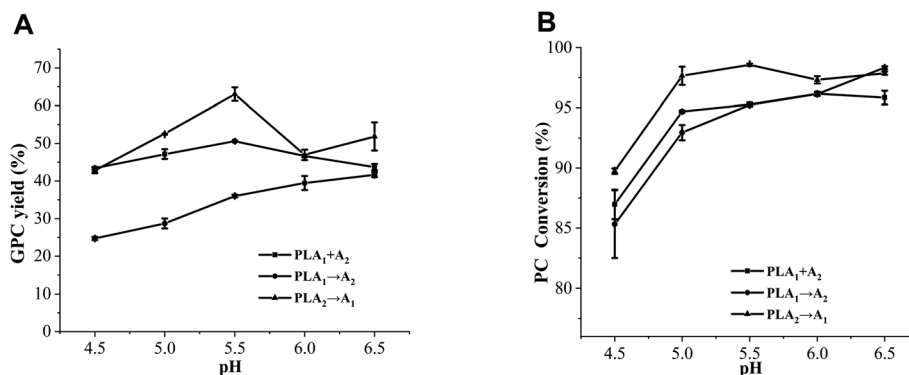 A
GPC yield (%)
70
60
50
40
30
20
10
0
4.5 5.0 5.5 6.0 6.5
pH
PLA₁+A₂
PLA₁→A₂
PLA₂→A₁
B
PC Conversion (%)
100
95
90
85
80
4.5 5.0 5.5 6.0 6.5
pH
PLA₁+A₂
PLA₁→A₂
PLA₂→A₁